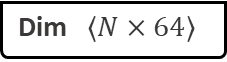 Dim ⟨N × 64⟩